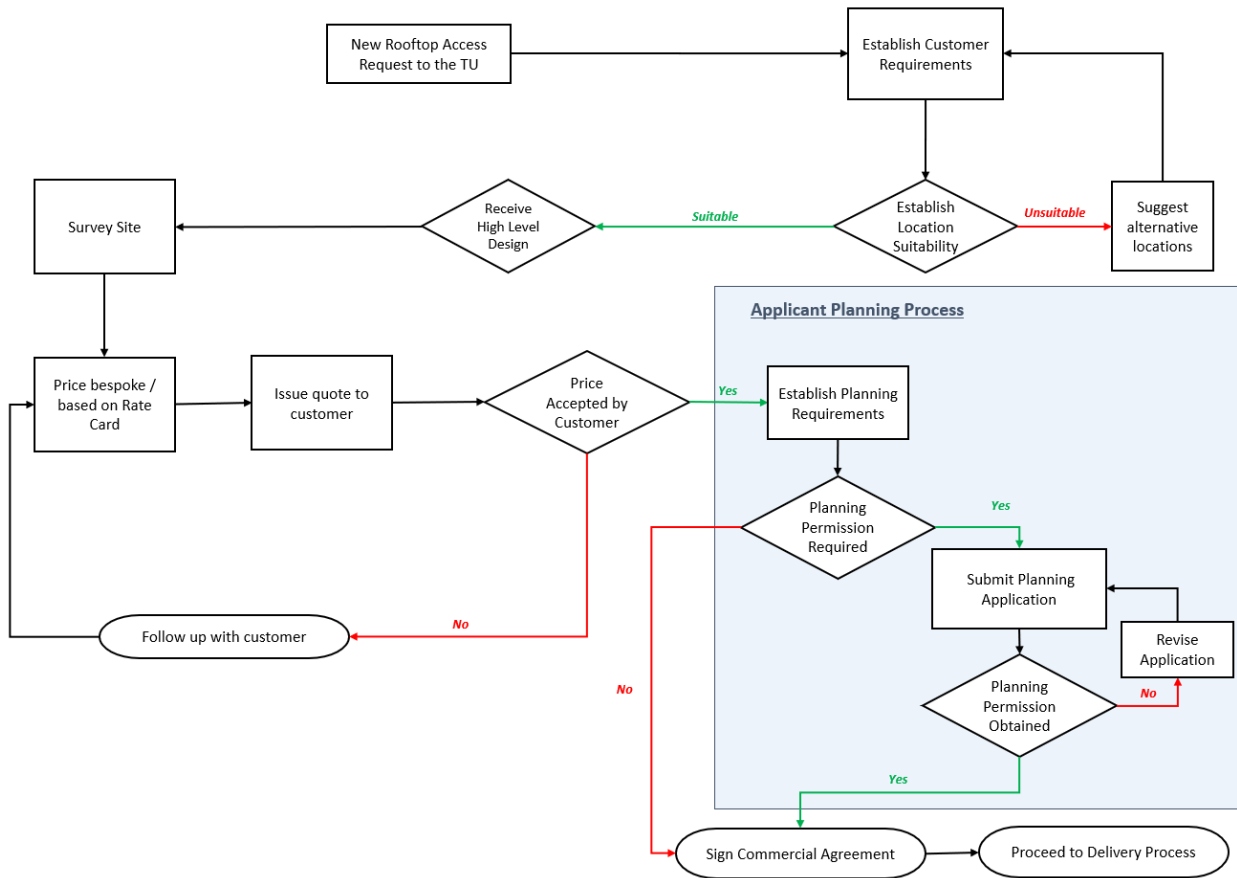 New Rooftop Access
Request to the TU
Establish Customer
Requirements
Survey Site
Receive
High Level
Design
Suitable
Establish
Location
Suitability
Unsuitable
Suggest
alternative
locations
Applicant Planning Process
Price bespoke /
based on Rate
Card
Issue quote to
customer
Price
Accepted by
Customer
Yes
Establish Planning
Requirements
Planning
Permission
Required
Yes
Submit Planning
Application
Follow up with customer
No
Revise
Application
No
Planning
Permission
Obtained
No
Yes
Sign Commercial Agreement
Proceed to Delivery Process